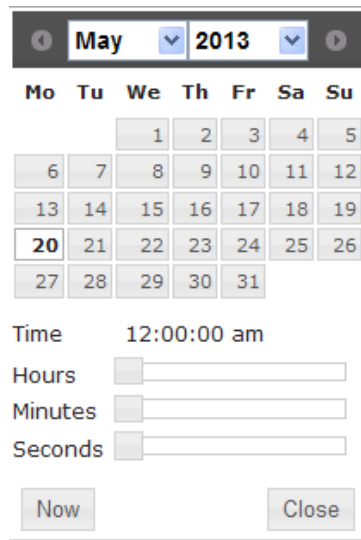 May 2013
Mo Tu We Th Fr Sa Su
1 2 3 4 5
6 7 8 9 10 11 12
13 14 15 16 17 18 19
20 21 22 23 24 25 26
27 28 29 30 31
Time 12:00:00 am
Hours
Minutes
Seconds
Now Close